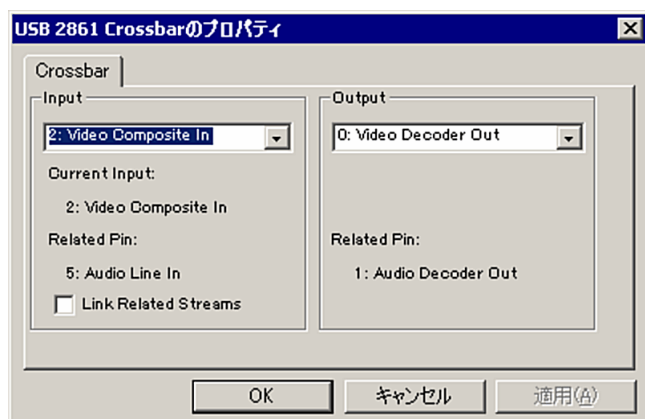 USB 2861 Crossbarのプロパティ
Crossbar
Input
2: Video Composite In
Current Input:
2: Video Composite In
Related Pin:
5: Audio Line In
Link Related Streams
Output
0: Video Decoder Out
Related Pin:
1: Audio Decoder Out
OK
キャンセル
適用(A)